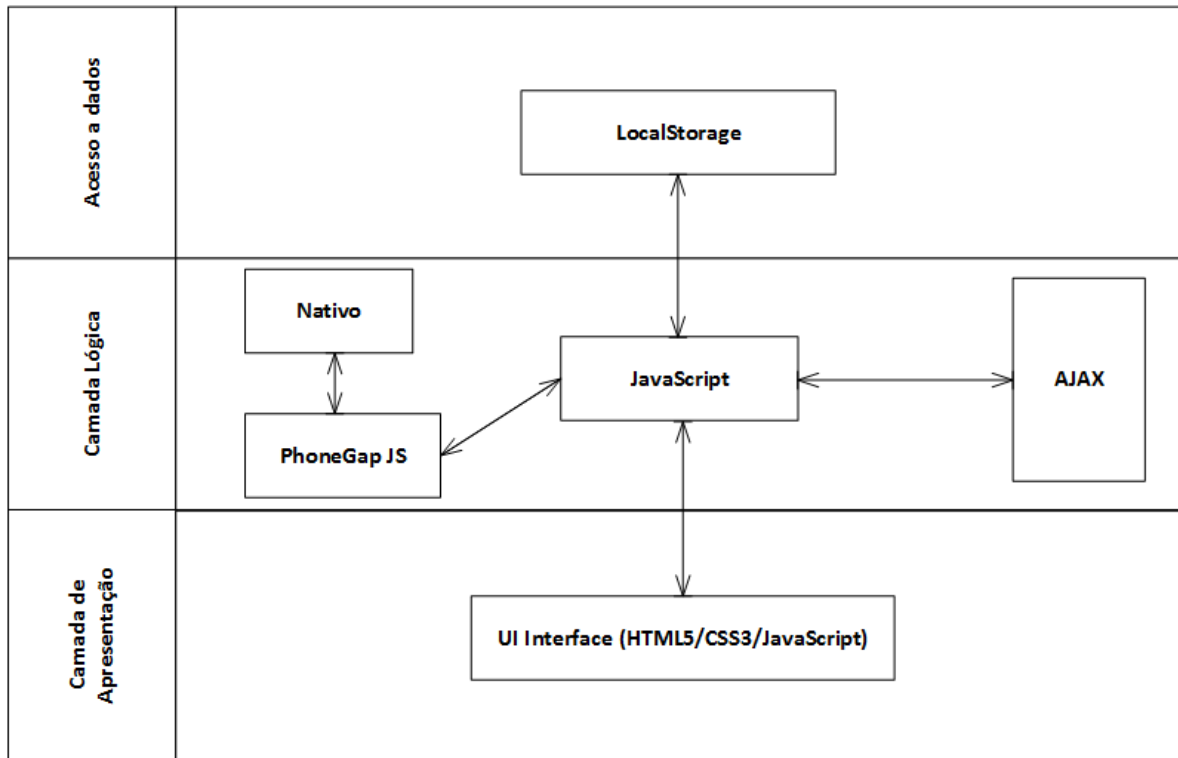 Acesso a dados
LocalStorage
Camada Lógica
Nativo
PhoneGap JS
JavaScript
AJAX
Camada de
Apresentação
UI Interface (HTML5/CSS3/JavaScript)